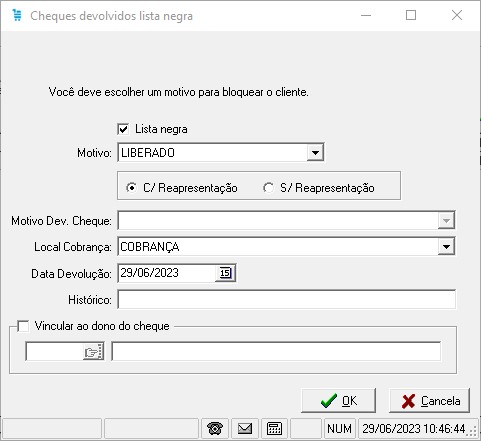 Cheques devolvidos lista negra
Você deve escolher um motivo para bloquear o cliente.
Lista negra
Motivo: LIBERADO
C/ Reapresentação S/ Reapresentação
Motivo Dev. Cheque:
Local Cobrança: COBRANÇA
Data Devolução: 29/06/2023 15
Histórico:
Vincular ao dono do cheque
OK Cancela
NUM 29/06/2023 10:46:44